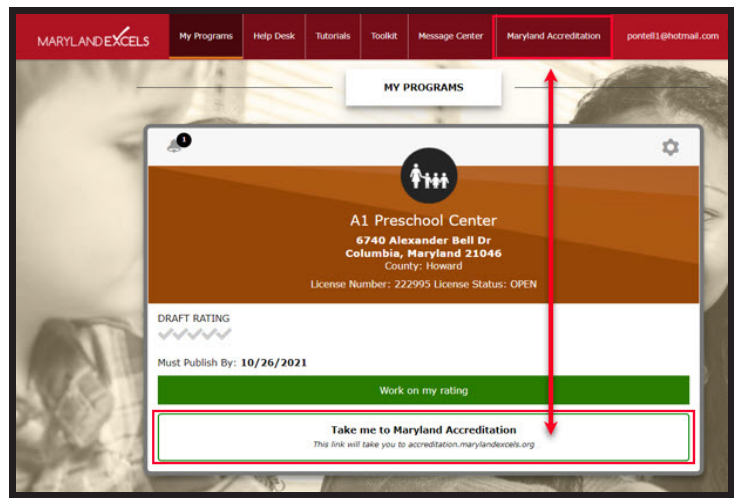 MARYLAND EXCELS
My Programs
Help Desk
Tutorials
Toolkit
Message Center
Maryland Accreditation
pontell1@hotmail.com
MY PROGRAMS
1
A1 Preschool Center
6740 Alexander Bell Dr
Columbia, Maryland 21046
County: Howard
License Number: 222995 License Status: OPEN
DRAFT RATING
Must Publish By: 10/26/2021
Work on my rating
Take me to Maryland Accreditation
This link will take you to accreditation.marylandexcels.org